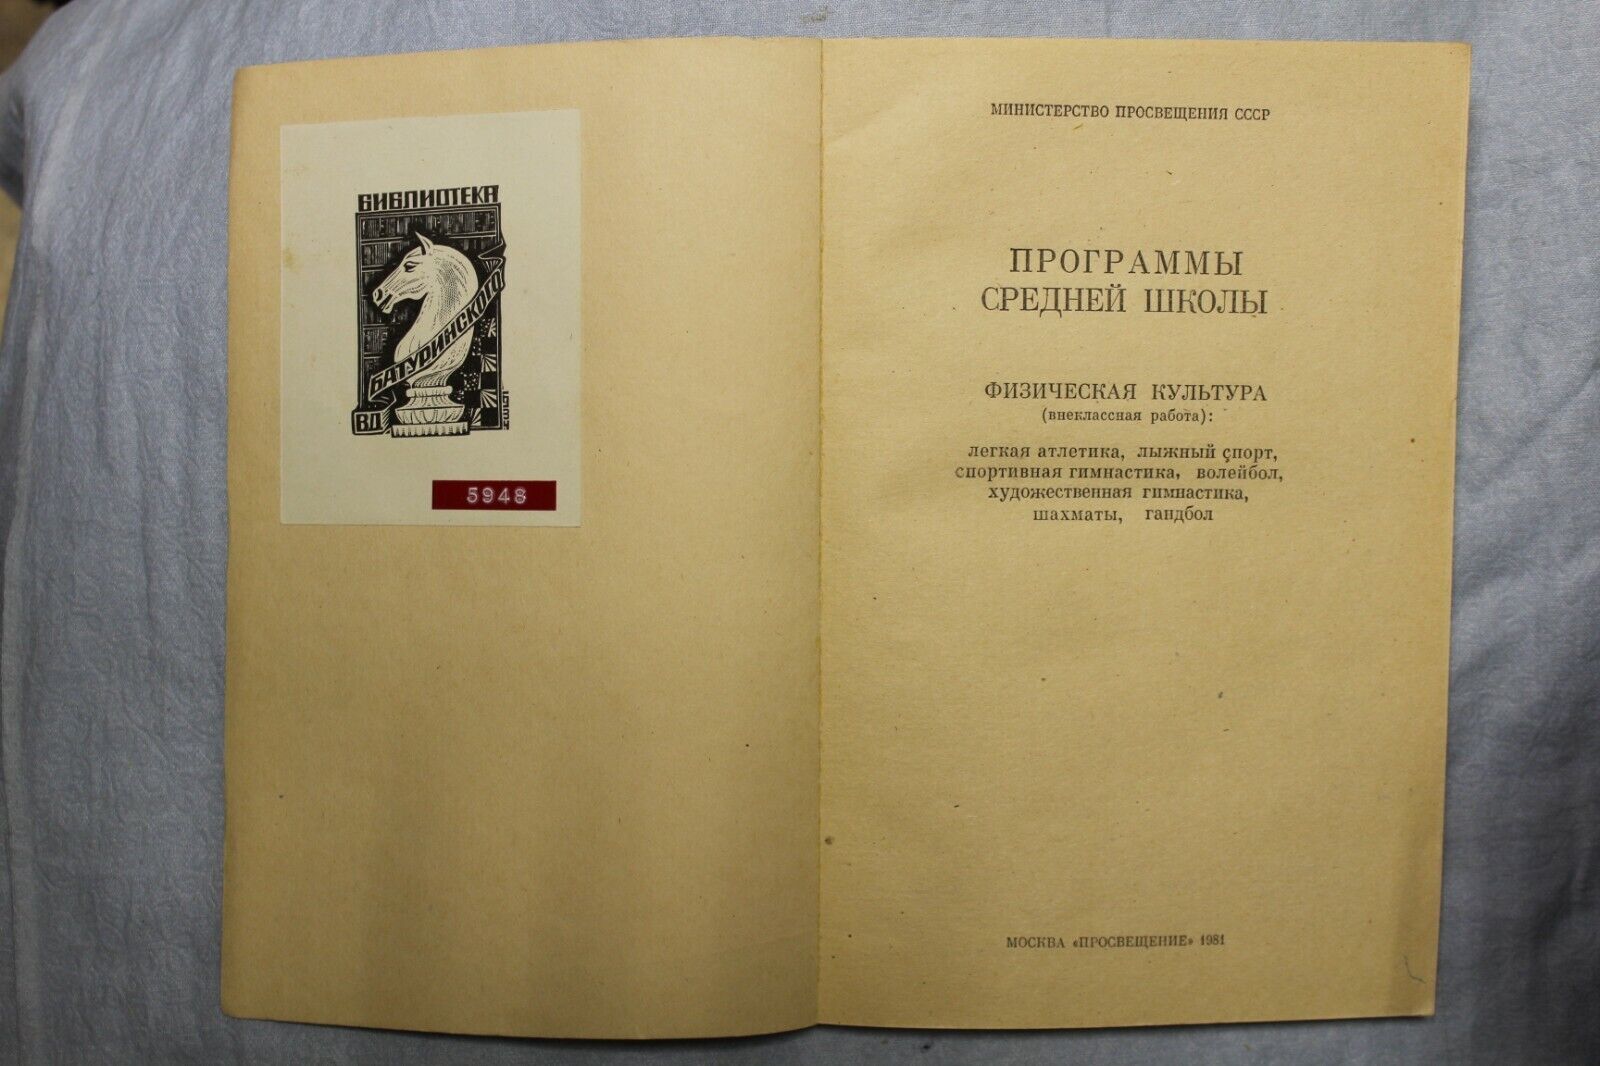 БИБЛИОТЕКА
В Д
БАТУРИНСКОГО
5948
МИНИСТЕРСТВО ПРОСВЕЩЕНИЯ СССР
ПРОГРАММЫ
СРЕДНЕЙ ШКОЛЫ
ФИЗИЧЕСКАЯ КУЛЬТУРА
(внеклассная работа):
легкая атлетика, лыжный спорт,
спортивная гимнастика, волейбол,
художественная гимнастика,
шахматы, гандбол
МОСКВА «ПРОСВЕЩЕНИЕ» 1981